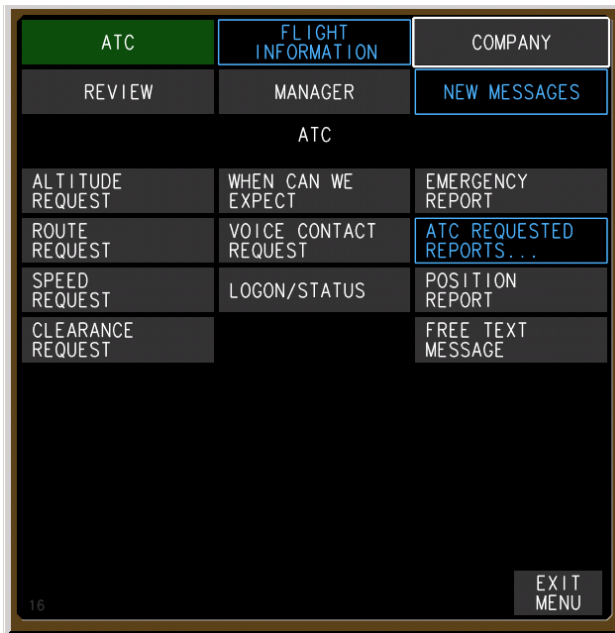 ATC
FLIGHT
INFORMATION
COMPANY
REVIEW
MANAGER
NEW MESSAGES
ATC
ALTITUDE
REQUEST
WHEN CAN WE
EXPECT
EMERGENCY
REPORT
ROUTE
REQUEST
VOICE CONTACT
REQUEST
ATC REQUESTED
REPORTS...
SPEED
REQUEST
LOGON/STATUS
POSITION
REPORT
CLEARANCE
REQUEST
FREE TEXT
MESSAGE
EXIT
MENU
16